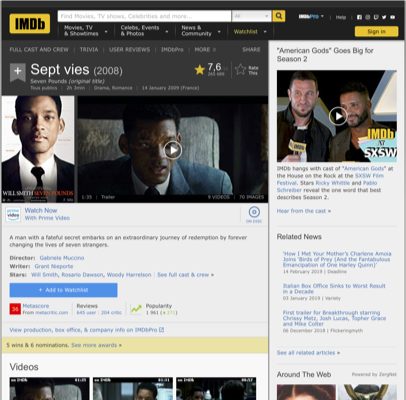 IMDb
Find Movies, TV shows, Celebrities and more...
All
IMDbPro
Help
Movies, TV & Showtimes
Celebs, Events & Photos
News & Community
Watchlist
Sign in
FULL CAST AND CREW | TRIVIA | USER REVIEWS | IMDbPro | MORE
SHARE
+ Sept vies (2008)
Seven Pounds (original title)
Tous publics | 2h 3min | Drama, Romance | 14 January 2009 (France)
7,6
Rate This
WILL SMITH SEVEN POUNDS
1:35 | Trailer
9 VIDEOS | 70 IMAGES
prime video
Watch Now
With Prime Video
ON DISC
A man with a fateful secret embarks on an extraordinary journey of redemption by forever changing the lives of seven strangers.
Director: Gabriele Muccino
Writer: Grant Nieporte
Stars: Will Smith, Rosario Dawson, Woody Harrelson | See full cast & crew »
+ Add to Watchlist
36
Metascore
From metacritic.com
Reviews
645 user | 204 critic
Popularity
1 961
View production, box office, & company info on IMDbPro
5 wins & 6 nominations. See more awards »
Videos
"American Gods" Goes Big for Season 2
IMDb AT SXSW
IMDb hangs with cast of "American Gods" at the House on the Rock at the SXSW Film Festival. Stars Ricky Whittle and Pablo Schreiber reveal the one word that best describes Season 2.
Hear from the cast »
Related News
'How I Met Your Mother's Charlene Amoia Joins 'Birds of Prey (And the Fantabulous Emancipation of One Harley Quinn)'
14 February 2019 | Deadline
Italian Box Office Sinks to Worst Result in a Decade
03 January 2019 | Variety
First trailer for Breakthrough starring Chrissy Metz, Josh Lucas, Topher Grace and Mike Colter
06 December 2018 | Flickeringmyth
See all related articles »
Around The Web
Powered by ZergNet